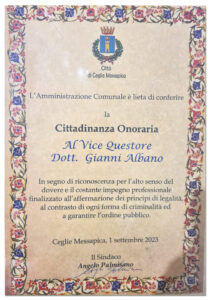 Città
di Ceglie Messapica
L'Amministrazione Comunale è lieta di conferire
la
Cittadinanza Onoraria
Al Vice Questore
Dott. Gianni Albano
In segno di riconoscenza per l'alto senso del
dovere e il costante impegno professionale
finalizzato all'affermazione dei principi di legalità,
al contrasto di ogni forma di criminalità ed
a garantire l'ordine pubblico.
Ceglie Messapica, 1 settembre 2023
Il Sindaco
Angelo Palmisano